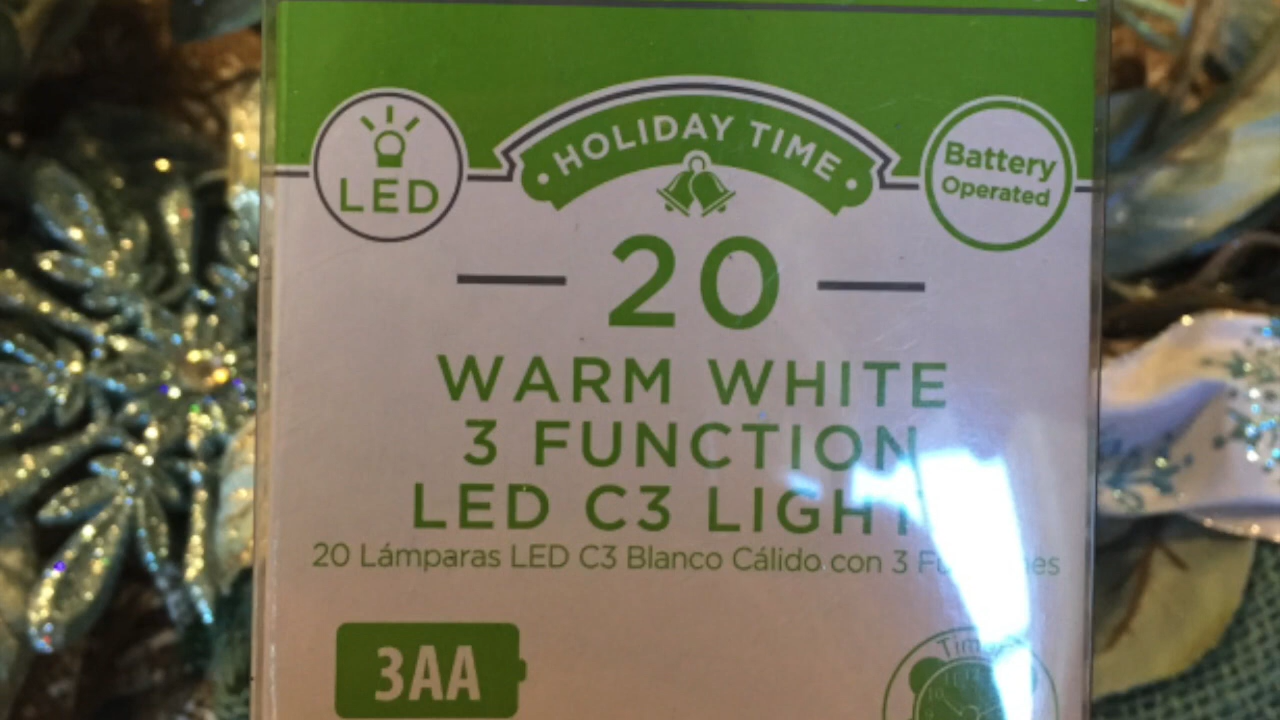 HOLIDAY TIME
LED
Battery
Operated
20
WARM WHITE
3 FUNCTION
LED C3
20 Lámparas LED C3 Blanco Cálido con 3
3AA